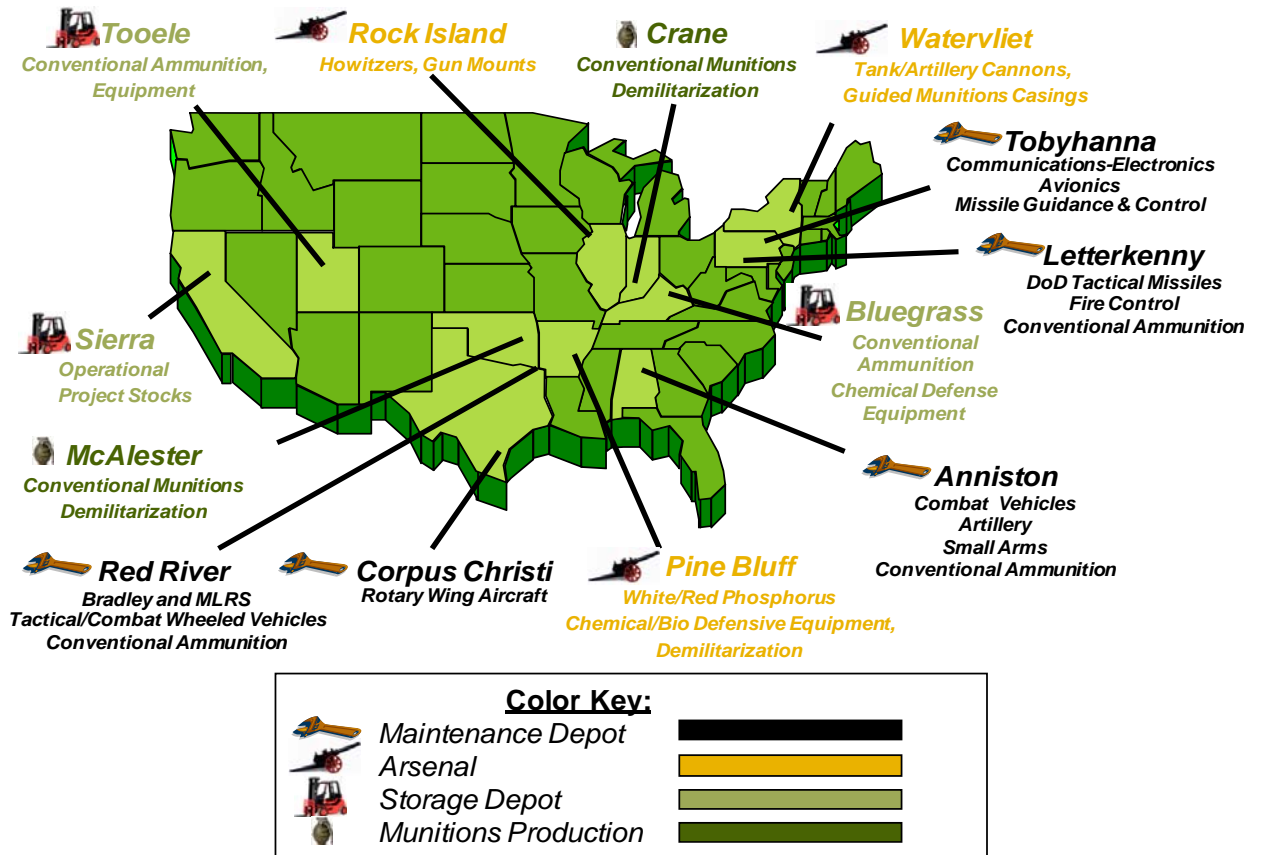 Tooele
Conventional Ammunition,
Equipment
Rock Island
Howitzers, Gun Mounts
Crane
Conventional Munitions
Demilitarization
Watervliet
Tank/Artillery Cannons,
Guided Munitions Casings
Tobyhanna
Communications-Electronics
Avionics
Missile Guidance & Control
Letterkenny
DoD Tactical Missiles
Fire Control
Conventional Ammunition
Bluegrass
Conventional
Ammunition
Chemical Defense
Equipment
Sierra
Operational
Project Stocks
McAlester
Conventional Munitions
Demilitarization
Anniston
Combat Vehicles
Artillery
Small Arms
Conventional Ammunition
Red River
Bradley and MLRS
Tactical/Combat Wheeled Vehicles
Conventional Ammunition
Corpus Christi
Rotary Wing Aircraft
Pine Bluff
White/Red Phosphorus
Chemical/Bio Defensive Equipment,
Demilitarization
Color Key:
Maintenance Depot
Arsenal
Storage Depot
Munitions Production